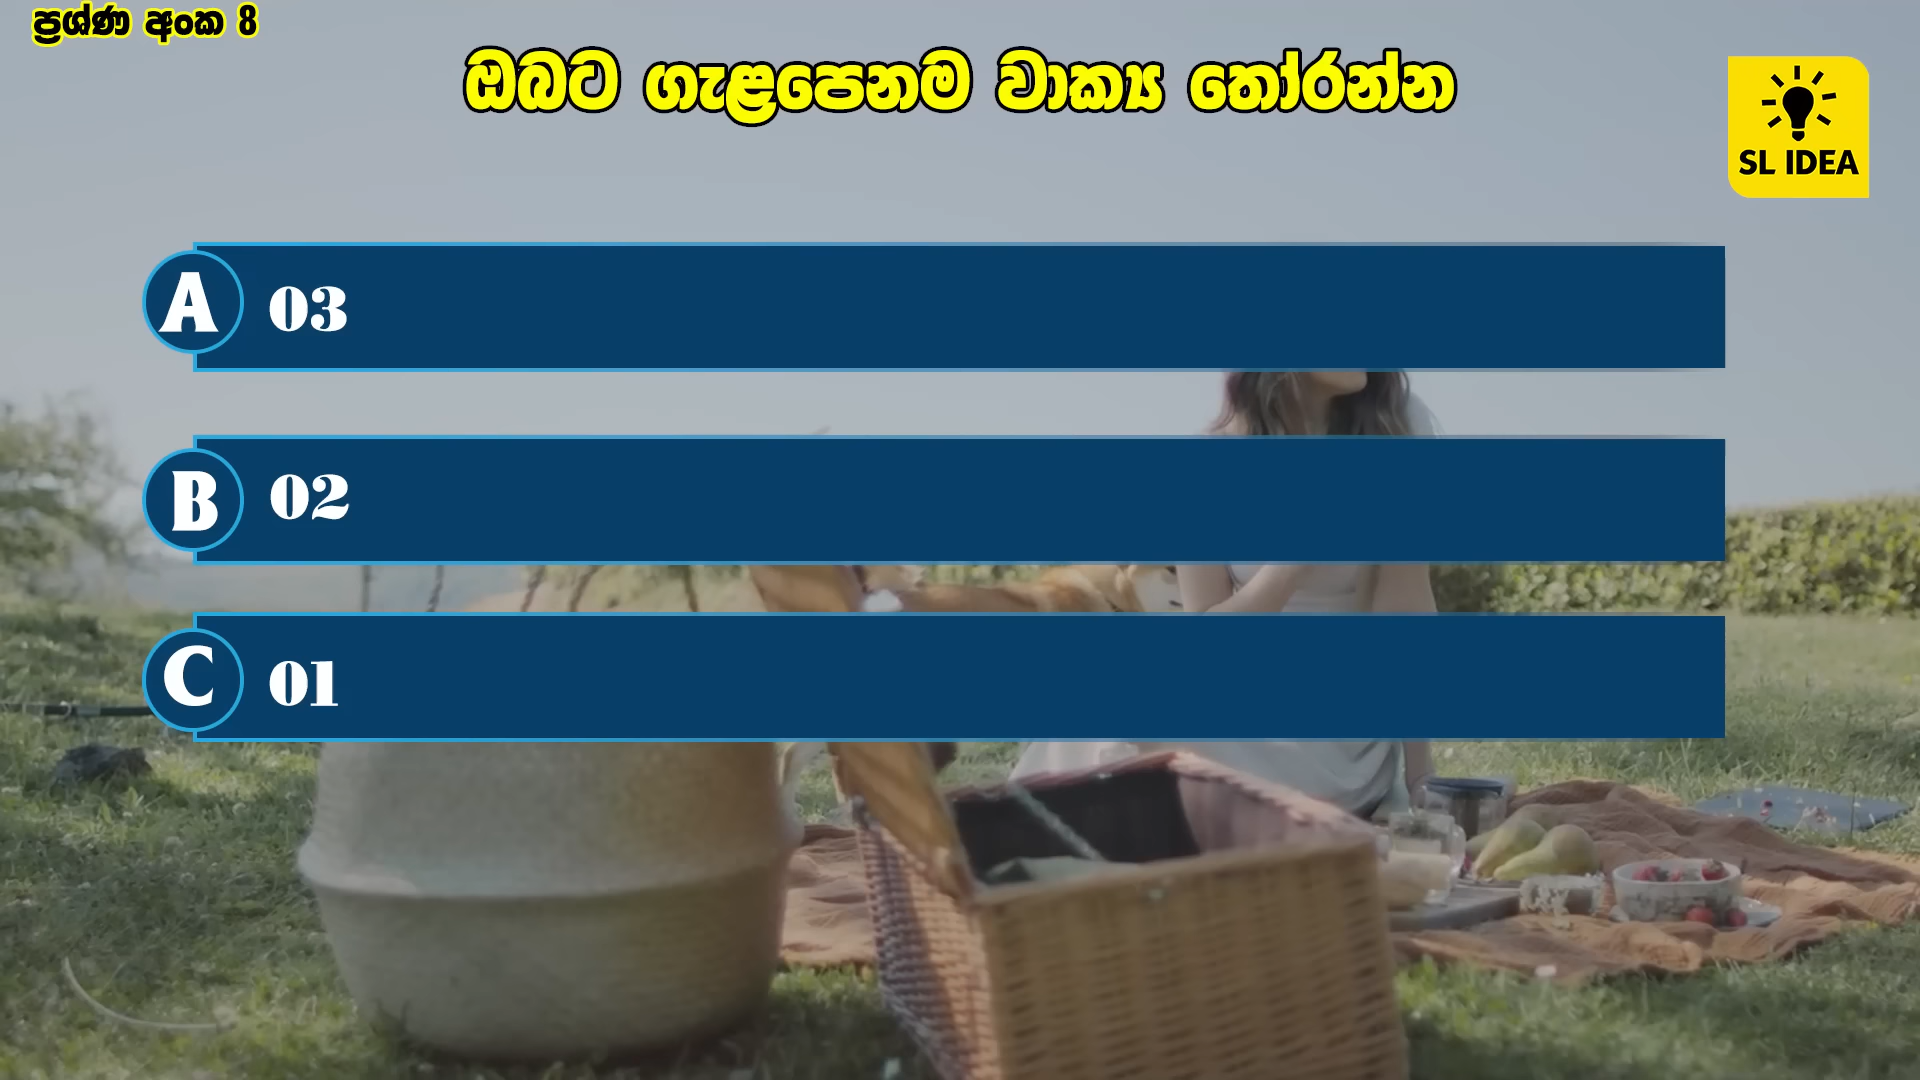 ප්‍රශ්ණ අංක 8
ඔබට ගැළපෙනම වාක්‍ය තෝරන්න
SL IDEA
A 03
B 02
C 01